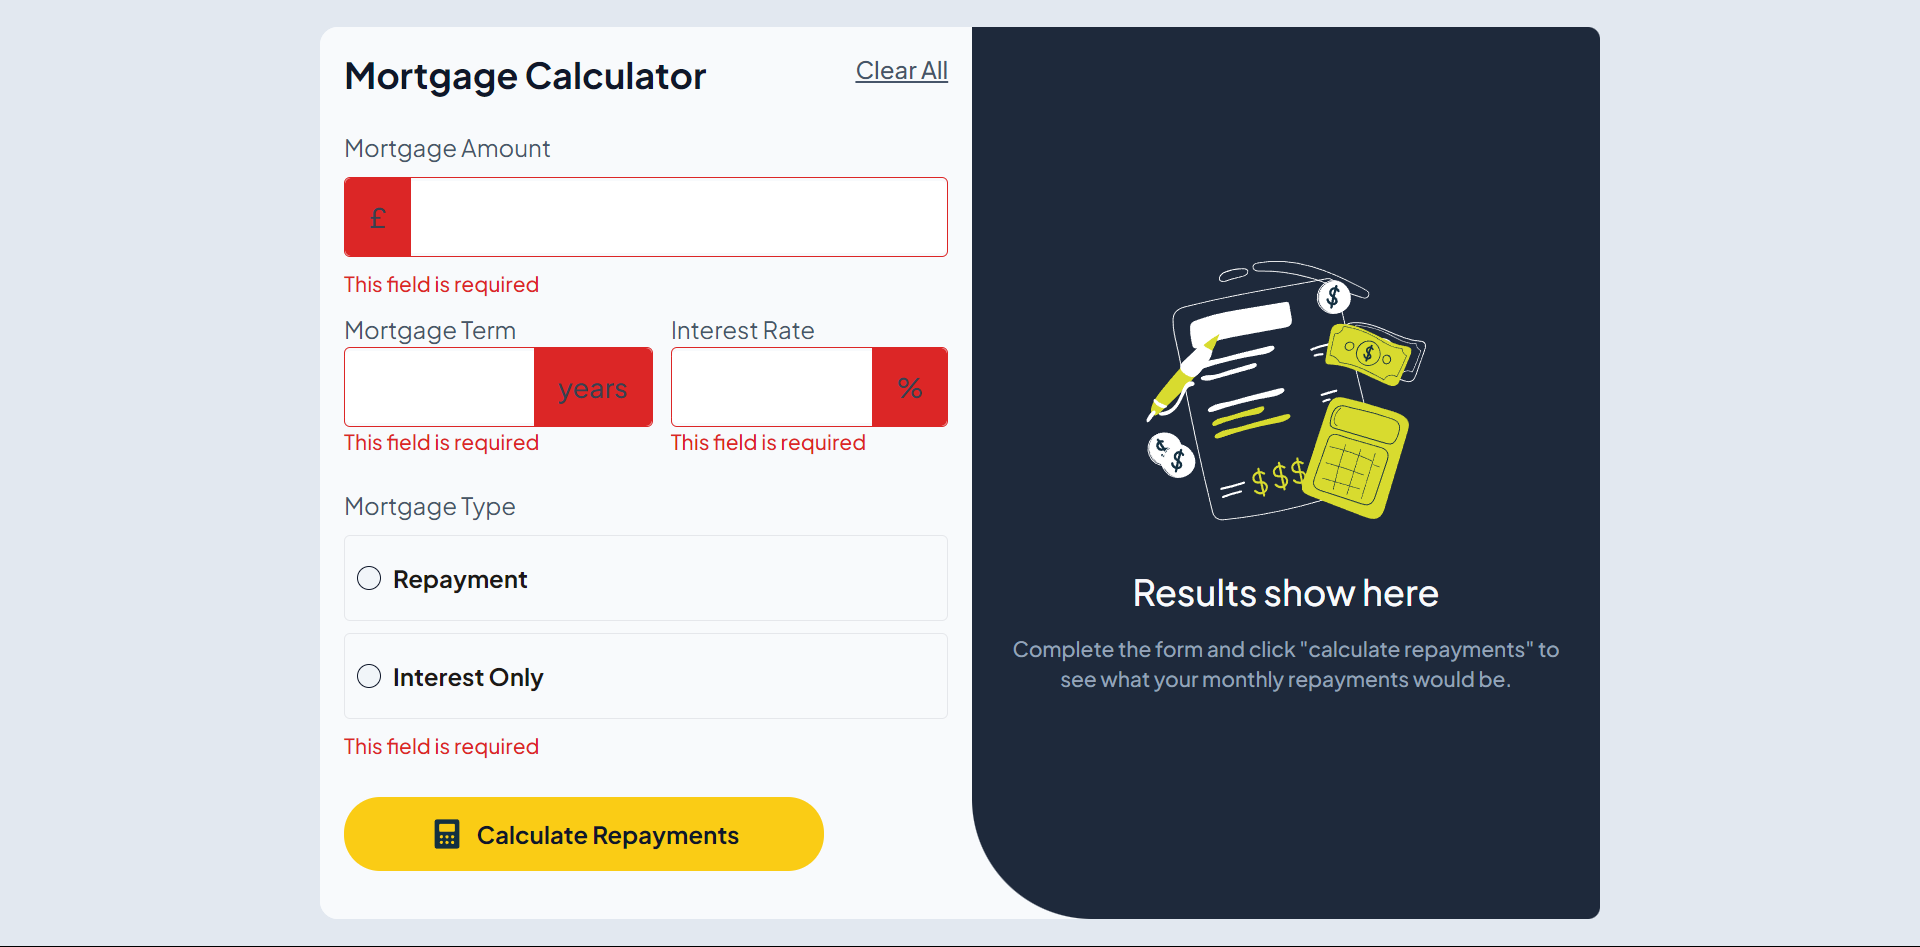 Mortgage Calculator
Clear All
Mortgage Amount
£
This field is required
Mortgage Term
years
This field is required
Interest Rate
%
This field is required
Mortgage Type
Repayment
Interest Only
This field is required
Calculate Repayments
$
$
$
$
$ $ $
Results show here
Complete the form and click "calculate repayments" to
see what your monthly repayments would be.